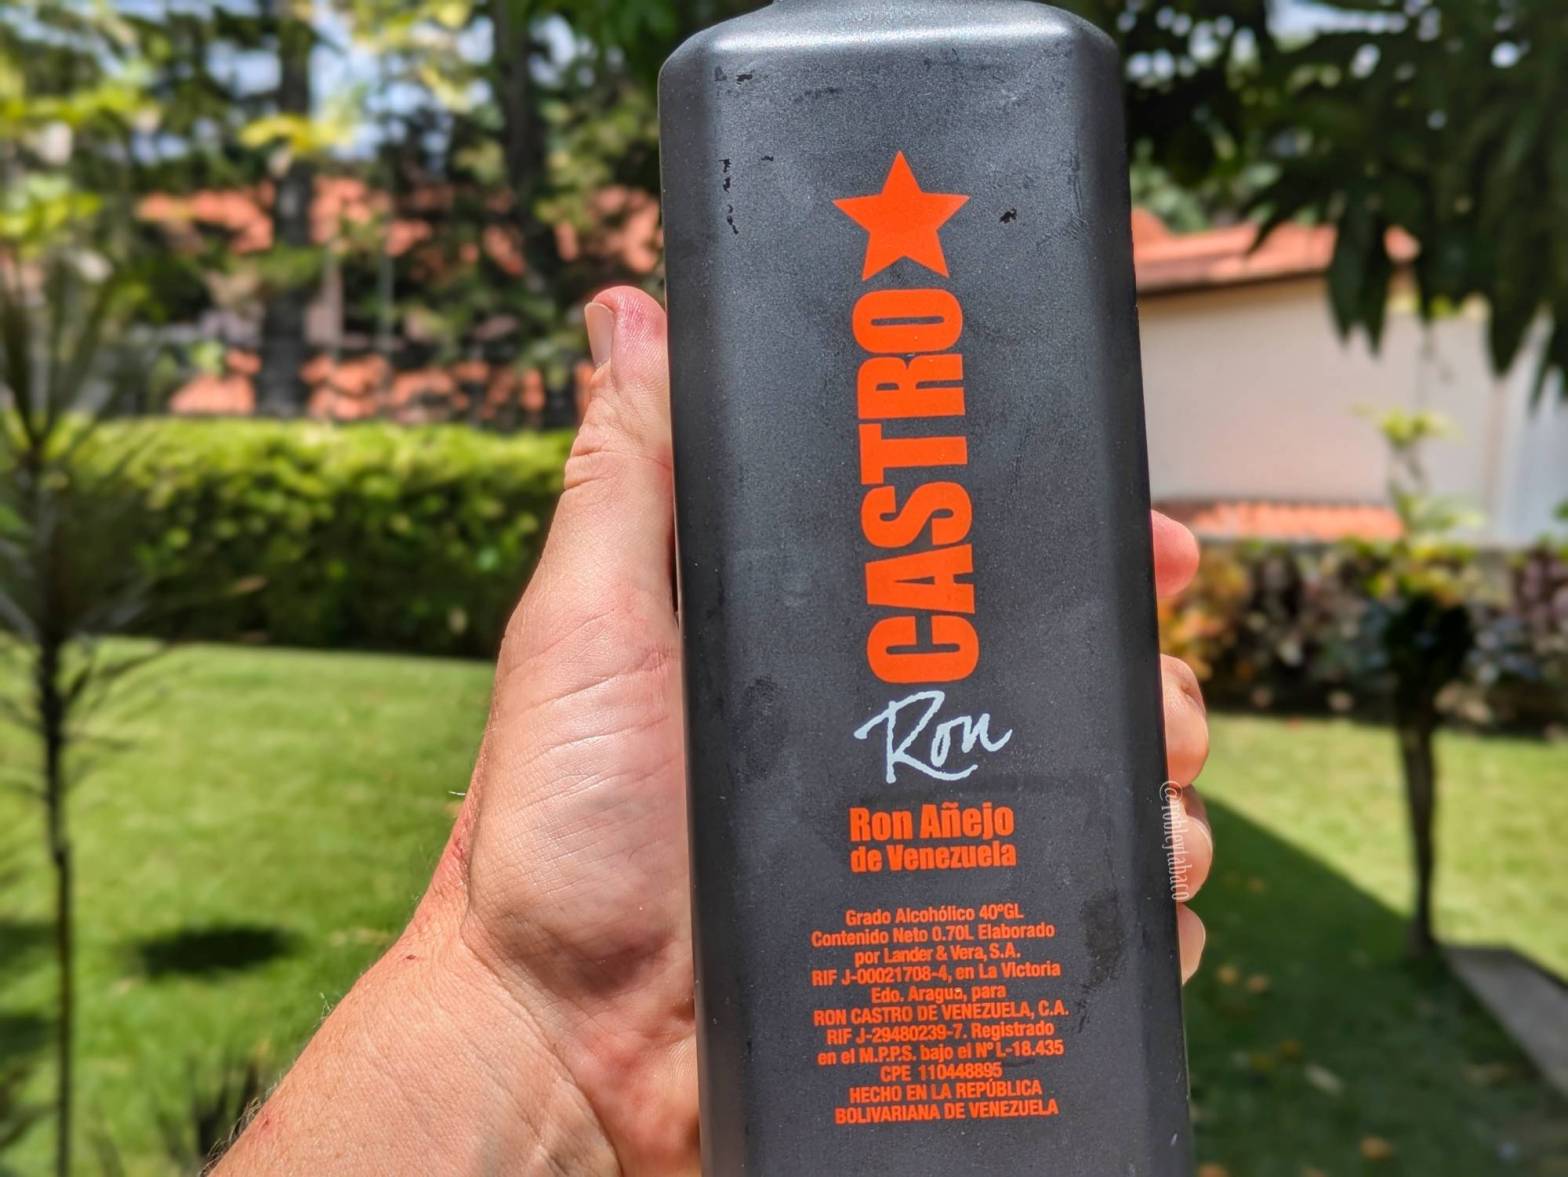 CASTRO
Ron
Ron Añejo
de Venezuela
Grado Alcohólico 40°GL
Contenido Neto 0.70L Elaborado
por Lander & Vera, S.A.
RIF J-00021708-4, en La Victoria
Edo. Aragua, para
RON CASTRO DE VENEZUELA, C.A.
RIF J-29480239-7. Registrado
en el M.P.P.S. bajo el N°L-16.435
CPE 110448895
HECHO EN LA REPÚBLICA
BOLIVARIANA DE VENEZUELA